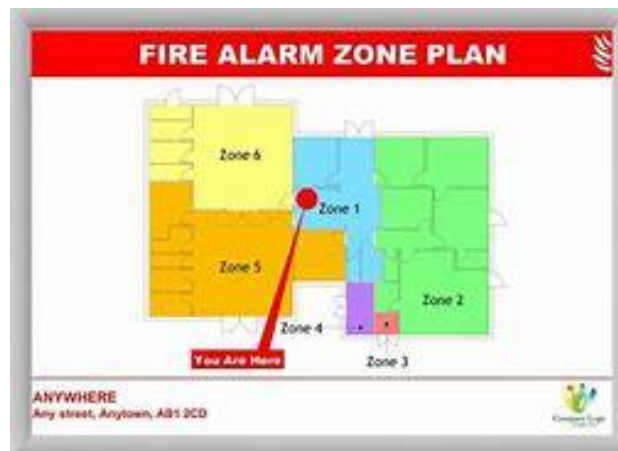 FIRE ALARM ZONE PLAN
Zone 6
Zone 1
Zone 5
Zone 2
Zone 4
You Are Here
Zone 3
ANYWHERE
Any street, Anytown, AB1 2CD